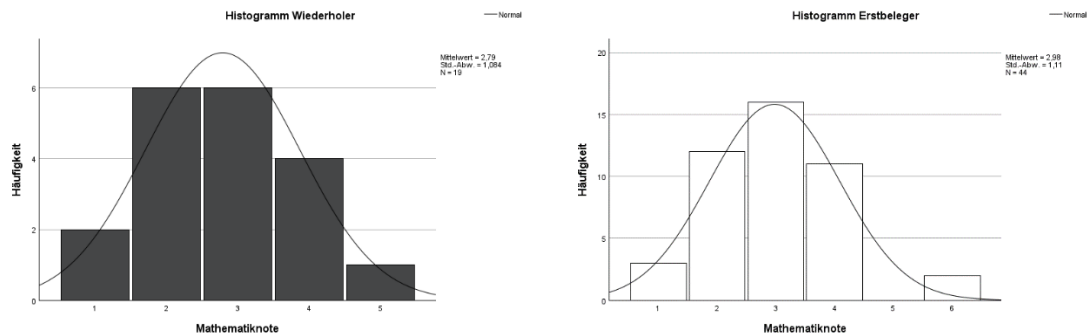 Histogramm Wiederholer
Normal
Mittelwert = 2,79
Std.-Abw. = 1,084
N = 19
6
4
2
0
Häufigkeit
1 2 3 4 5
Mathematiknote
Histogramm Erstbeleger
Normal
Mittelwert = 2,98
Std.-Abw. = 1,11
N = 44
20
15
10
5
0
Häufigkeit
1 2 3 4 5 6
Mathematiknote